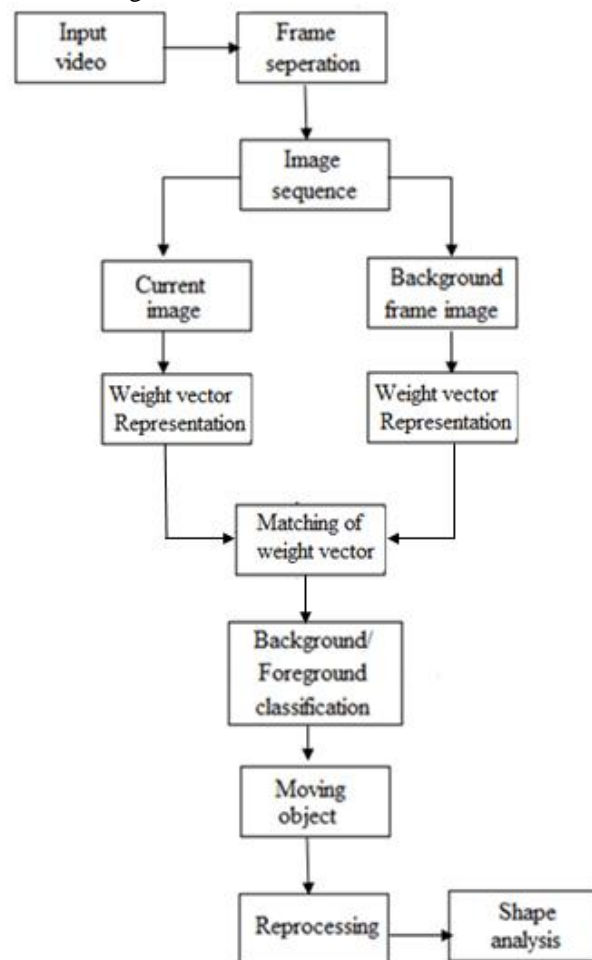 Input
video
Frame
seperation
Image
sequence
Current
image
Background
frame image
Weight vector
Representation
Weight vector
Representation
Matching of
weight vector
Background/
Foreground
classification
Moving
object
Reprocessing
Shape
analysis